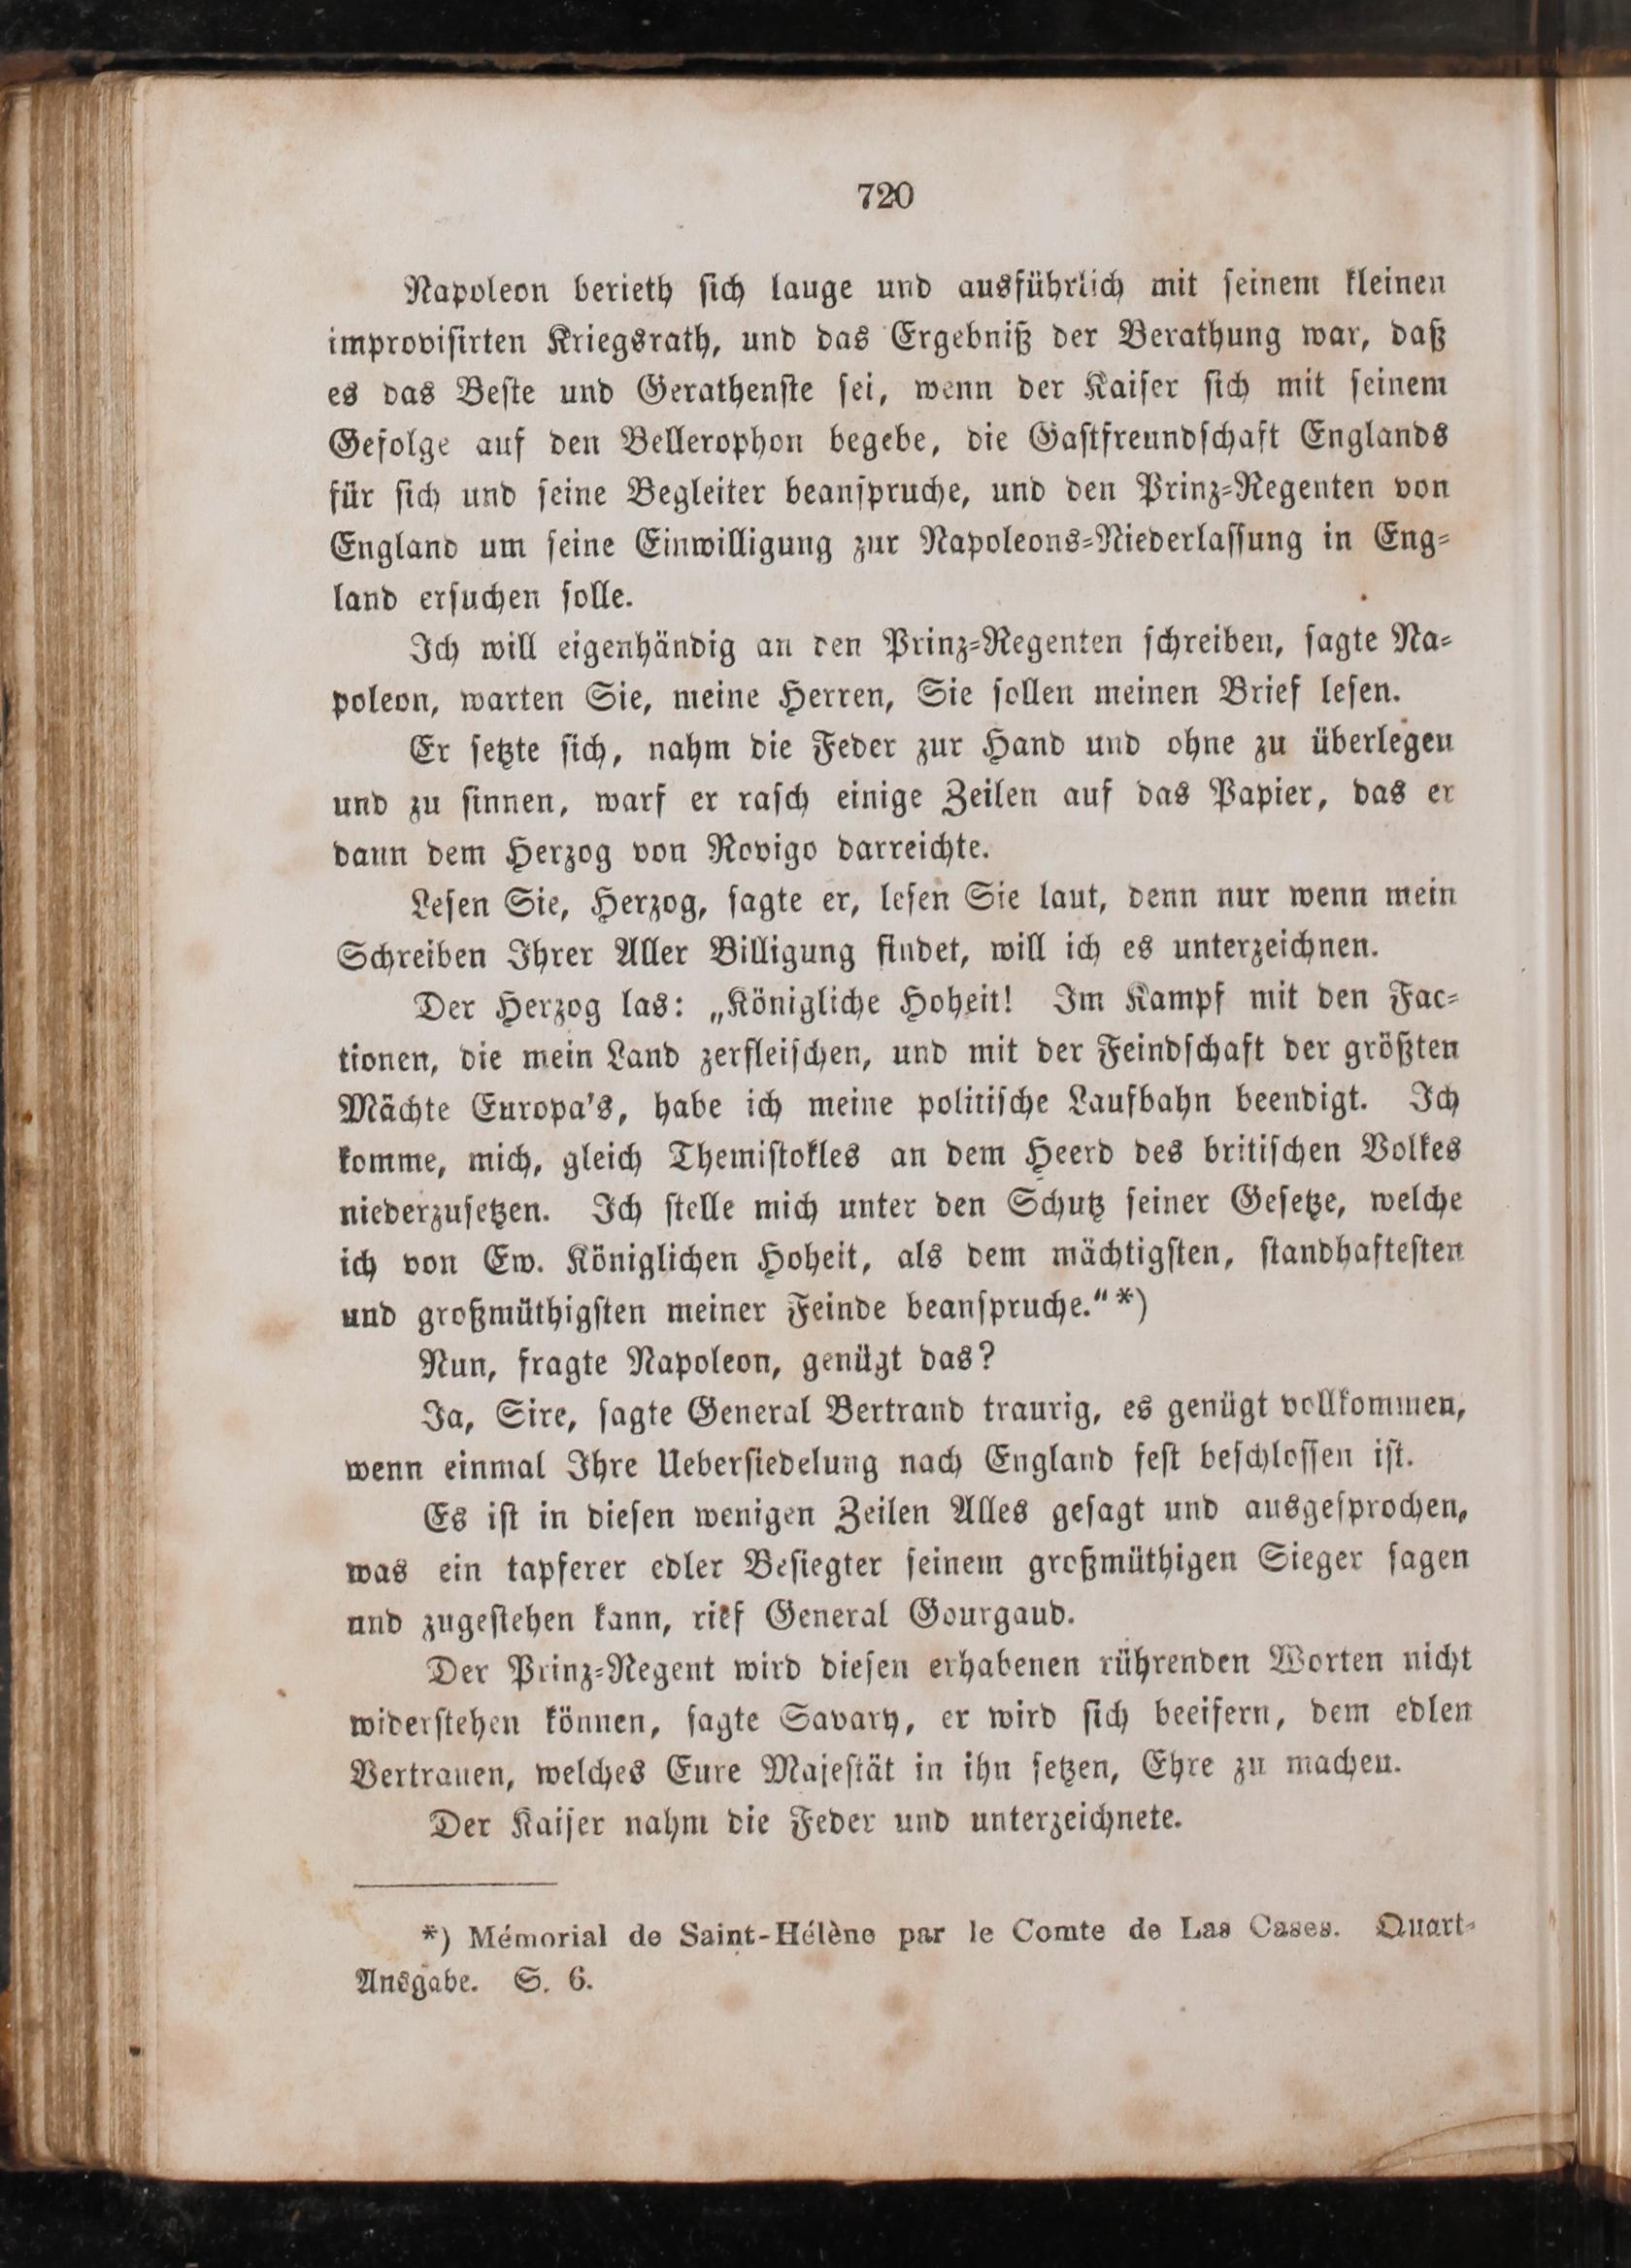 720
Napoleon berieth sich lange und ausführlich mit seinem kleinen
improvisirten Kriegsrath, und das Ergebniß der Berathung war, daß
es das Beste und Gerathenste sei, wenn der Kaiser sich mit seinem
Gefolge auf den Bellerophon begebe, die Gastfreundschaft Englands
für sich und seine Begleiter beanspruche, und den Prinz-Regenten von
England um seine Einwilligung zur Napoleons-Niederlassung in Eng-
land ersuchen solle.
Ich will eigenhändig an den Prinz-Regenten schreiben, sagte Na-
poleon, warten Sie, meine Herren, Sie sollen meinen Brief lesen.
Er setzte sich, nahm die Feder zur Hand und ohne zu überlegen
und zu sinnen, warf er rasch einige Zeilen auf das Papier, das er
dann dem Herzog von Rovigo darreichte.
Lesen Sie, Herzog, sagte er, lesen Sie laut, denn nur wenn mein
Schreiben Ihrer Aller Billigung findet, will ich es unterzeichnen.
Der Herzog las: „Königliche Hoheit! Im Kampf mit den Fac-
tionen, die mein Land zerfleischen, und mit der Feindschaft der größten
Mächte Europa's, habe ich meine politische Laufbahn beendigt. Ich
komme, mich, gleich Themistokles an dem Heerd des britischen Volkes
niederzusetzen. Ich stelle mich unter den Schutz seiner Gesetze, welche
ich von Ew. Königlichen Hoheit, als dem mächtigsten, standhaftesten
und großmüthigsten meiner Feinde beanspruche.“*)
Nun, fragte Napoleon, genügt das?
Ja, Sire, sagte General Bertrand traurig, es genügt vollkommen,
wenn einmal Ihre Uebersiedelung nach England fest beschlossen ist.
Es ist in diesen wenigen Zeilen Alles gesagt und ausgesprochen,
was ein tapferer edler Besiegter seinem großmüthigen Sieger sagen
und zugestehen kann, rief General Gourgaud.
Der Prinz-Regent wird diesen erhabenen rührenden Worten nicht
widerstehen können, sagte Savary, er wird sich beeifern, dem edlen
Vertrauen, welches Eure Majestät in ihn setzen, Ehre zu machen.
Der Kaiser nahm die Feder und unterzeichnete.
*) Mémorial de Saint-Hélène par le Comte de Las Cases. Quart-
Ausgabe. S. 6.